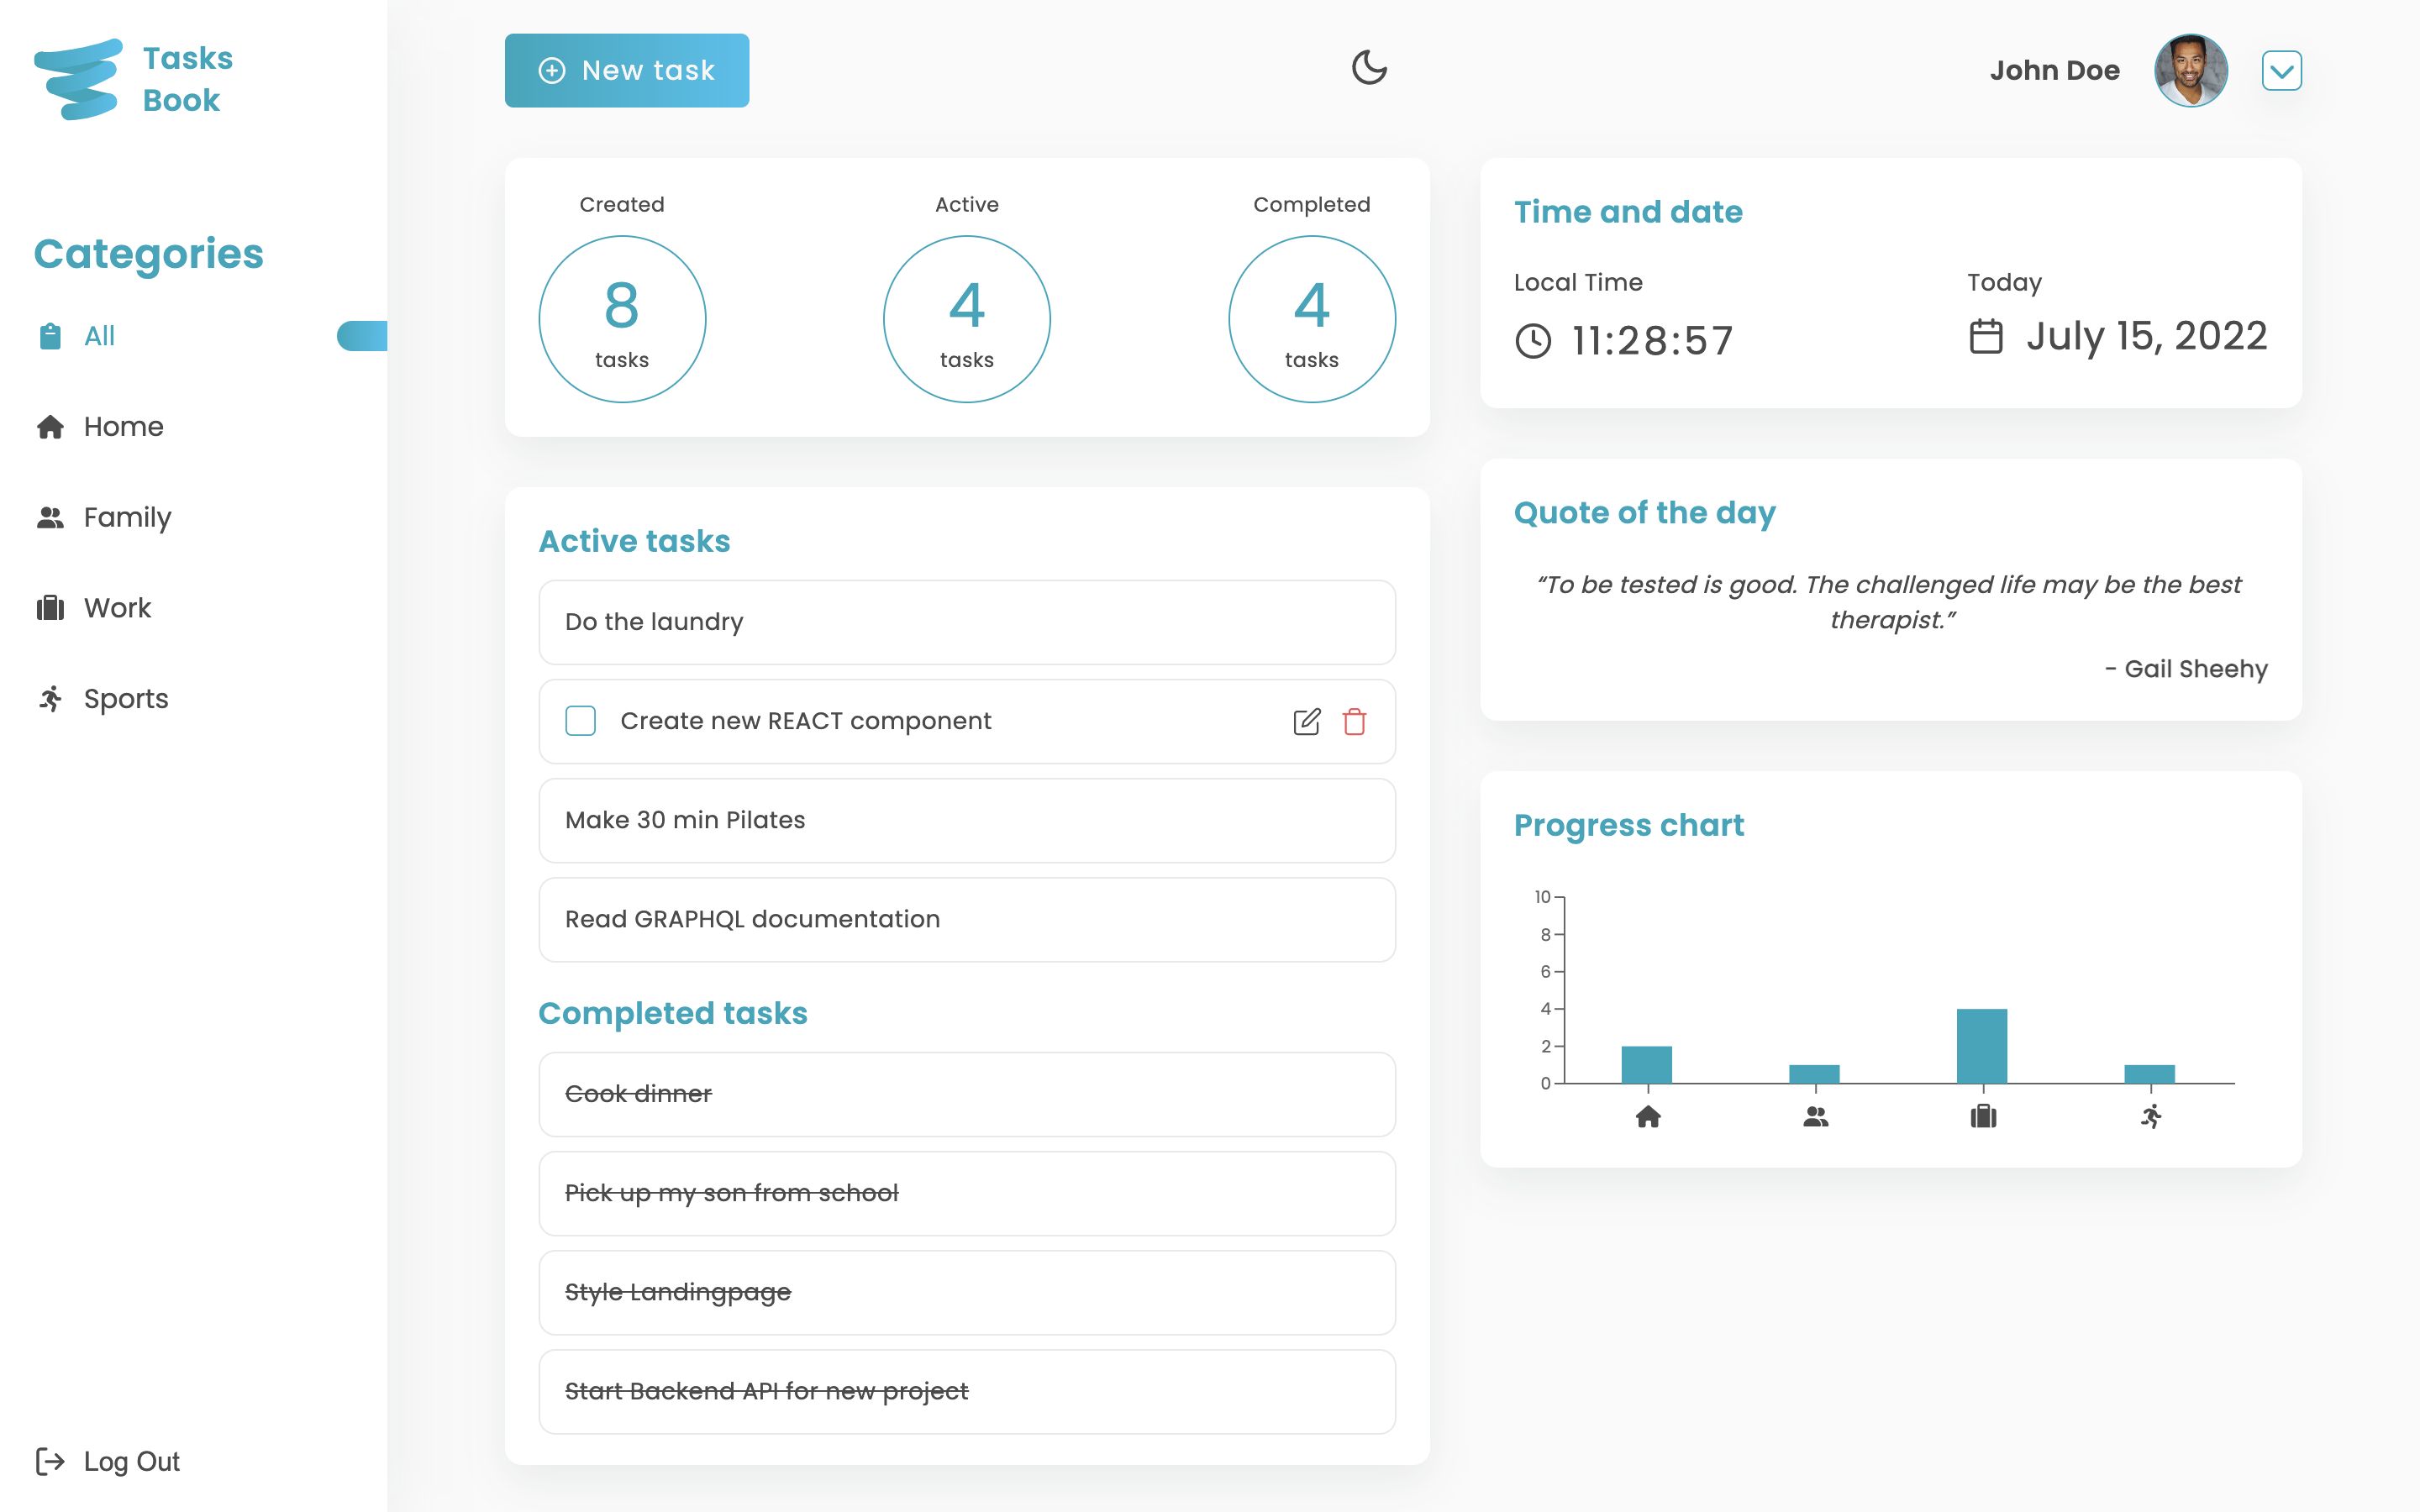 Tasks
Book
Categories
All
Home
Family
Work
Sports
Log Out
New task
John Doe
Created
8
tasks
Active
4
tasks
Completed
4
tasks
Active tasks
Do the laundry
Create new REACT component
Make 30 min Pilates
Read GRAPHQL documentation
Completed tasks
Cook dinner
Pick up my son from school
Style Landingpage
Start Backend API for new project
Time and date
Local Time
11:28:57
Today
July 15, 2022
Quote of the day
“To be tested is good. The challenged life may be the best
therapist.”
- Gail Sheehy
Progress chart
10
8
6
4
2
0